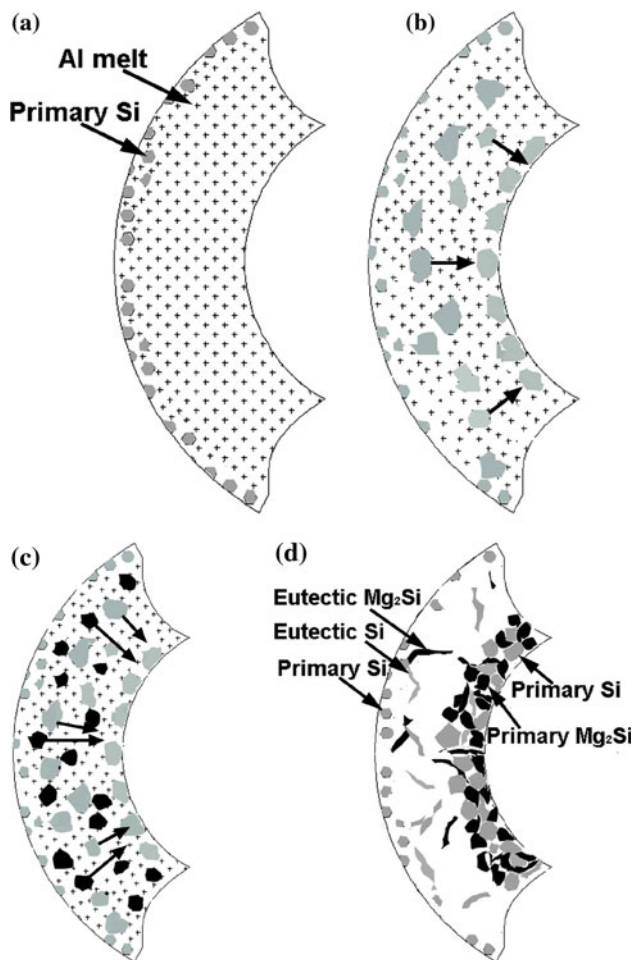 (a)
Al melt
Primary Si
(b)
(c)
(d)
Eutectic Mg₂Si
Eutectic Si
Primary Si
Primary Si
Primary Mg₂Si